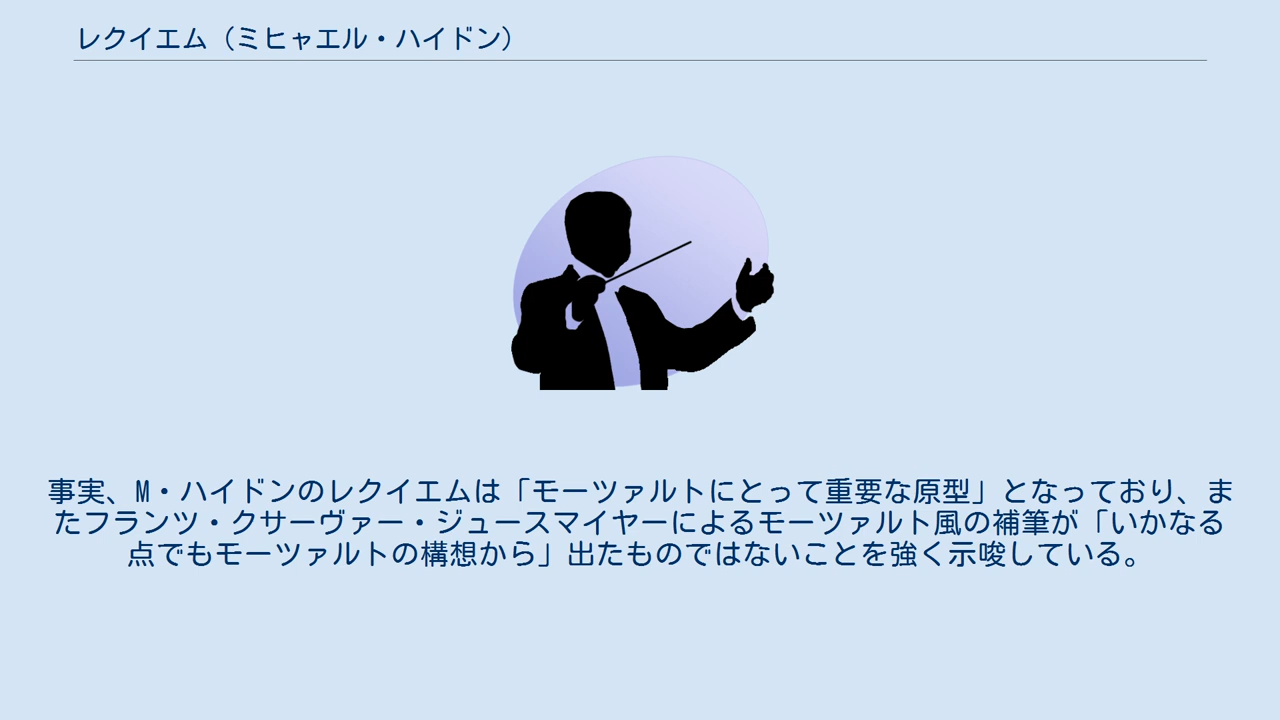 レクイエム（ミヒャエル・ハイドン）
事実、M・ハイドンのレクイエムは「モーツァルトにとって重要な原型」となっており、ま
たフランツ・クサーヴァー・ジュースマイヤーによるモーツァルト風の補筆が「いかなる
点でもモーツァルトの構想から」出たものではないことを強く示唆している。